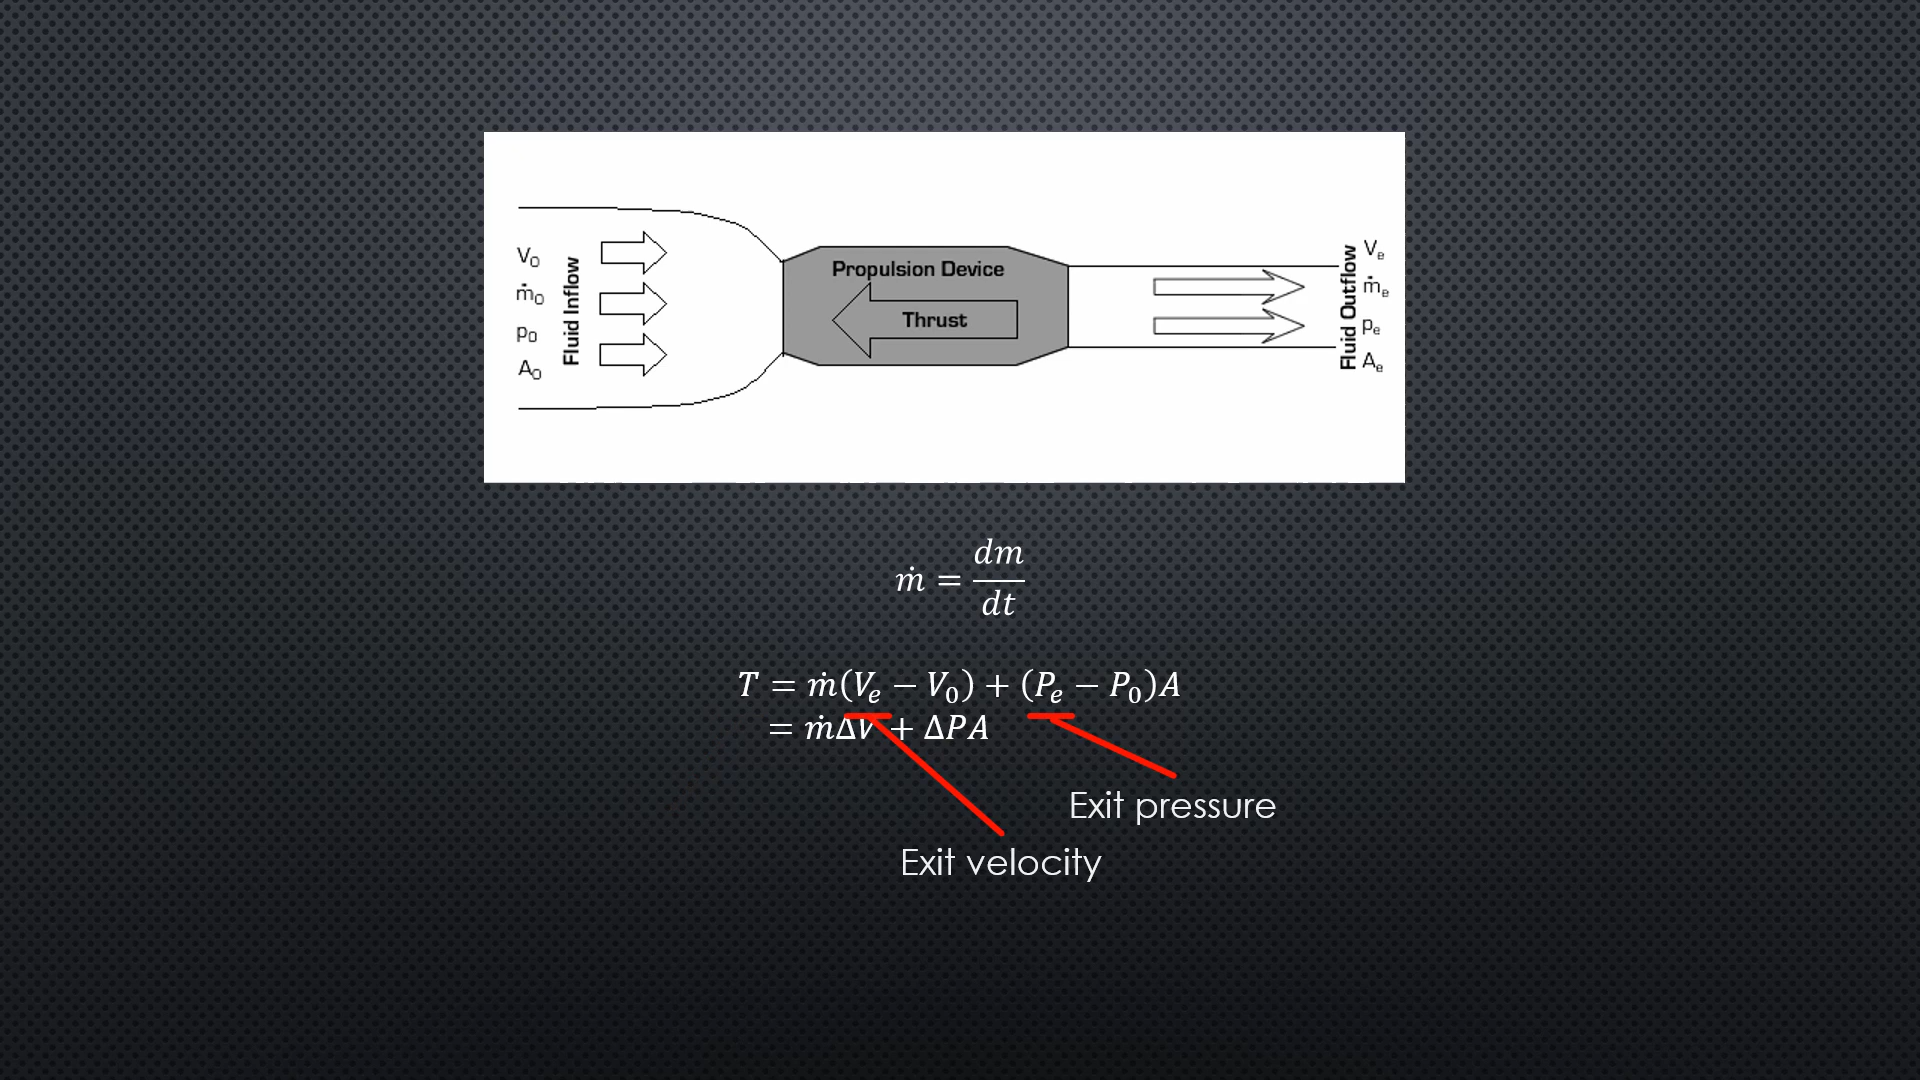 Propulsion Device
Thrust
V₀
ṁ₀
p₀
A₀
Fluid Inflow
Fluid Outflow
Vₑ
ṁₑ
pₑ
Aₑ
ṁ = dm/dt
T = ṁ(Vₑ − V₀) + (Pₑ − P₀)A
= ṁΔV + ΔPA
Exit pressure
Exit velocity